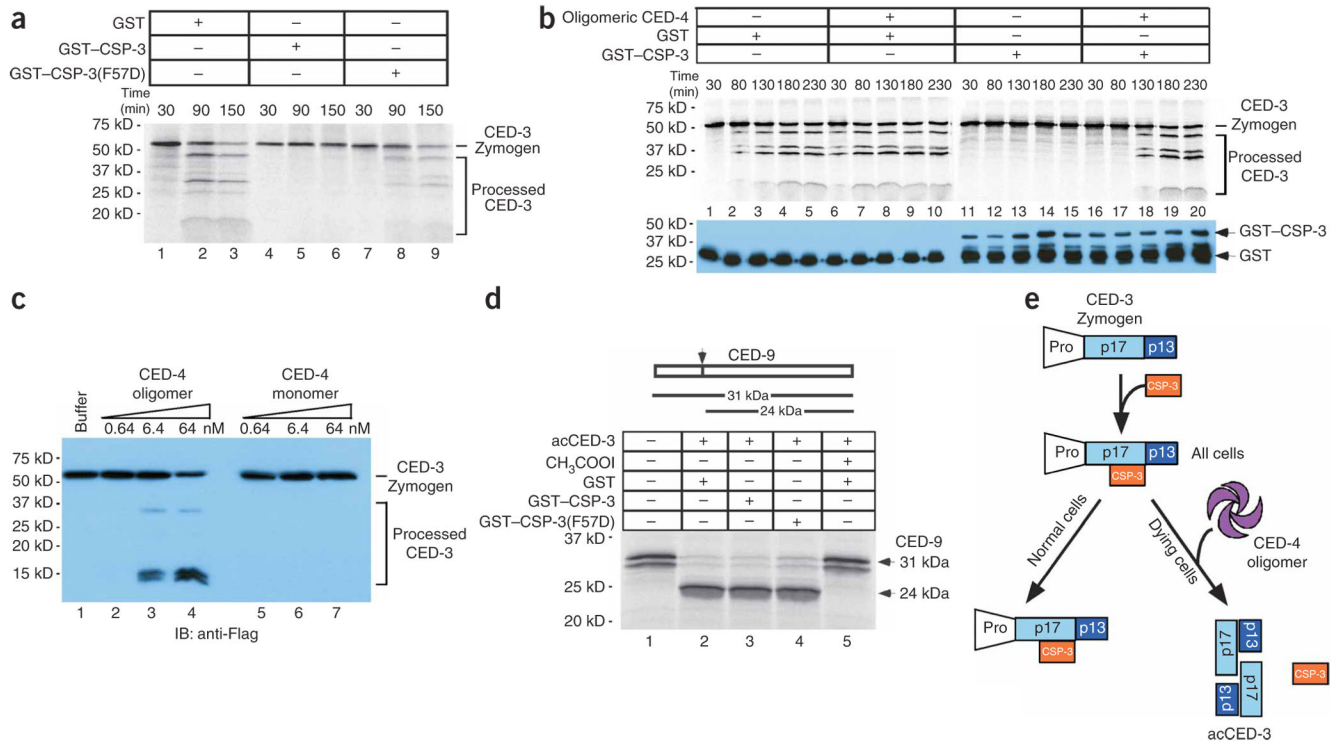 a
GST + – –
GST–CSP-3 – + –
GST–CSP-3(F57D) – – +
Time (min) 30 90 150 30 90 150 30 90 150
75 kD
50 kD
37 kD
25 kD
20 kD
CED-3
Zymogen
Processed
CED-3
1 2 3 4 5 6 7 8 9
b
Oligomeric CED-4 – + – +
GST + + – –
GST–CSP-3 – – + +
Time (min) 30 80 130 180 230 30 80 130 180 230 30 80 130 180 230 30 80 130 180 230
75 kD
50 kD
37 kD
25 kD
CED-3
Zymogen
Processed
CED-3
1 2 3 4 5 6 7 8 9 10 11 12 13 14 15 16 17 18 19 20
50 kD
37 kD
25 kD
GST–CSP-3
GST
c
Buffer
CED-4
oligomer
CED-4
monomer
0.64 6.4 64 nM 0.64 6.4 64 nM
75 kD
50 kD
37 kD
25 kD
20 kD
15 kD
CED-3
Zymogen
Processed
CED-3
1 2 3 4 5 6 7
IB: anti-Flag
d
CED-9
31 kDa
24 kDa
acCED-3 – + + + +
CH3COOI – – – – +
GST – + – – +
GST–CSP-3 – – + – –
GST–CSP-3(F57D) – – – + –
37 kD
25 kD
20 kD
CED-9
31 kDa
24 kDa
1 2 3 4 5
e
CED-3
Zymogen
Pro p17 p13
CSP-3
Pro p17 p13
CSP-3
All cells
Normal cells
Dying cells
CED-4
oligomer
Pro p17 p13
CSP-3
p17 p13
p13 p17
CSP-3
acCED-3